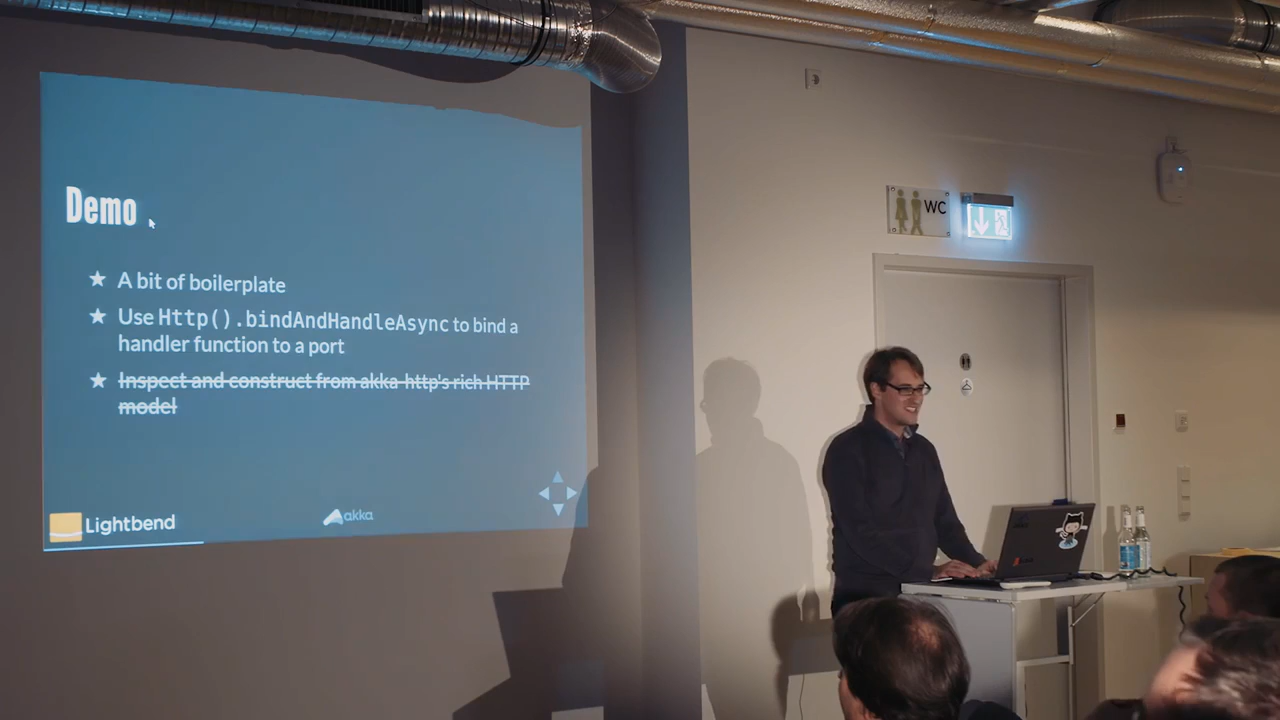 Demo
A bit of boilerplate
Use Http().bindAndHandleAsync to bind a
handler function to a port
Inspect and construct from akka-http's rich HTTP
model
Lightbend
akka
WC